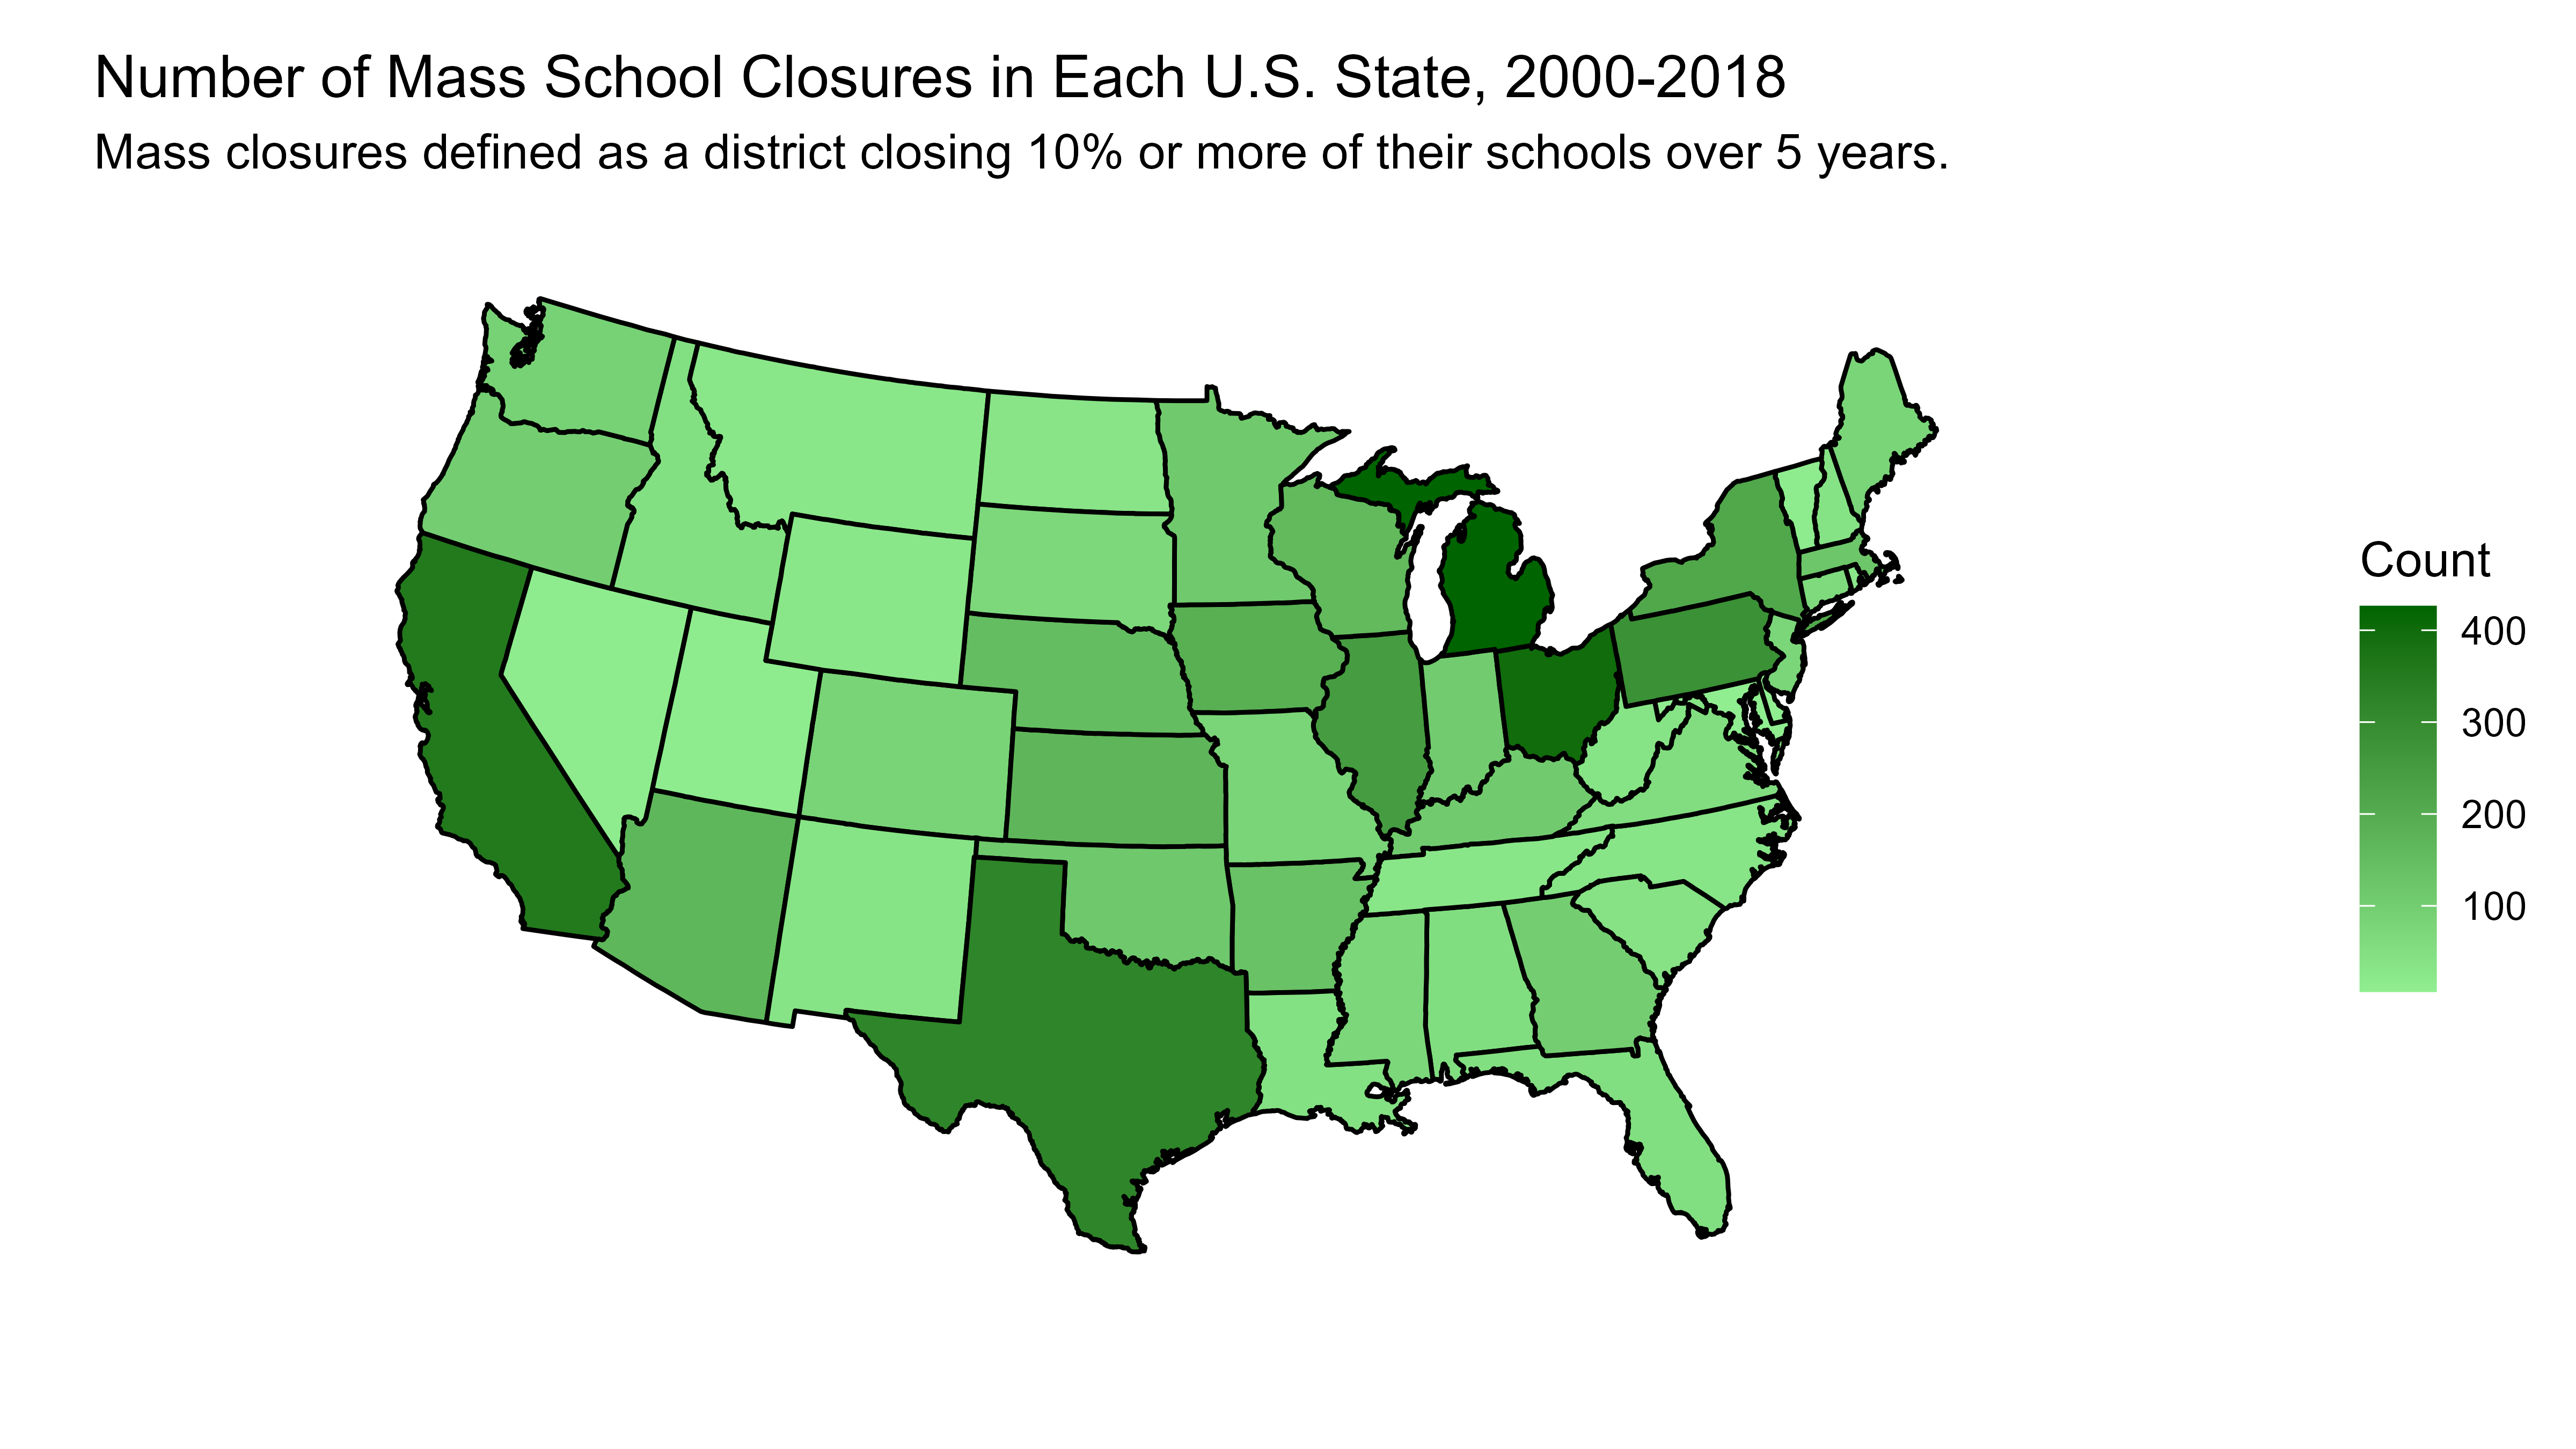 Number of Mass School Closures in Each U.S. State, 2000-2018
Mass closures defined as a district closing 10% or more of their schools over 5 years.
Count
400
300
200
100